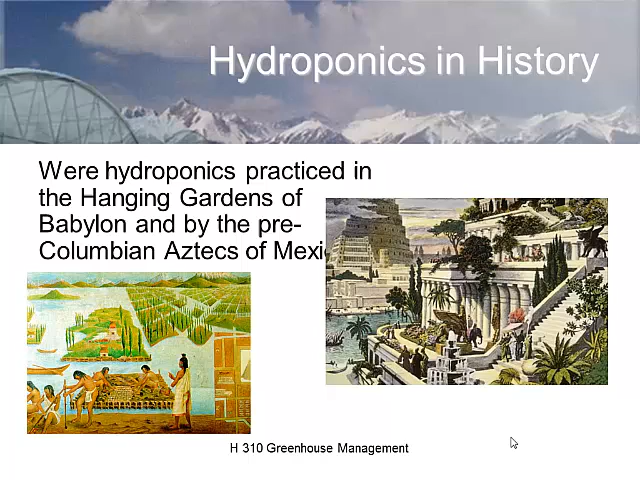 Hydroponics in History
Were hydroponics practiced in
the Hanging Gardens of
Babylon and by the pre-
Columbian Aztecs of Mexi
H 310 Greenhouse Management